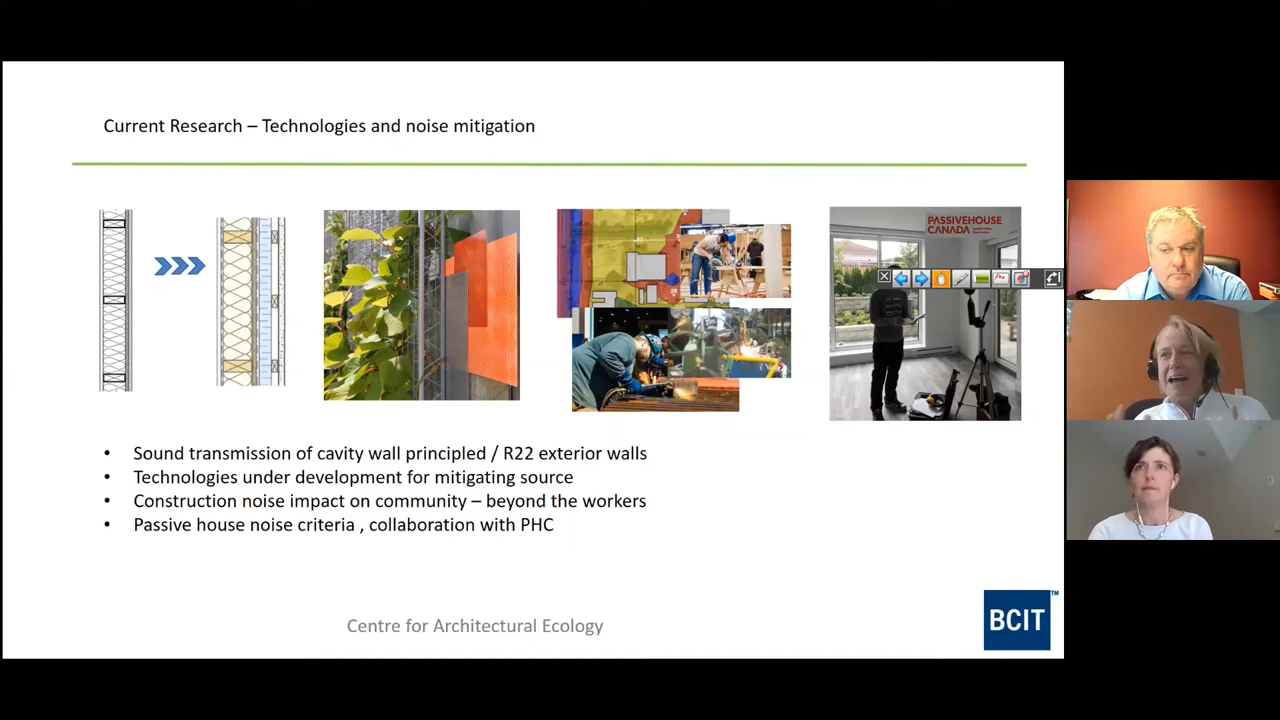 Current Research – Technologies and noise mitigation
PASSIVEHOUSE
CANADA
• Sound transmission of cavity wall principled / R22 exterior walls
• Technologies under development for mitigating source
• Construction noise impact on community – beyond the workers
• Passive house noise criteria , collaboration with PHC
Centre for Architectural Ecology
BCIT™